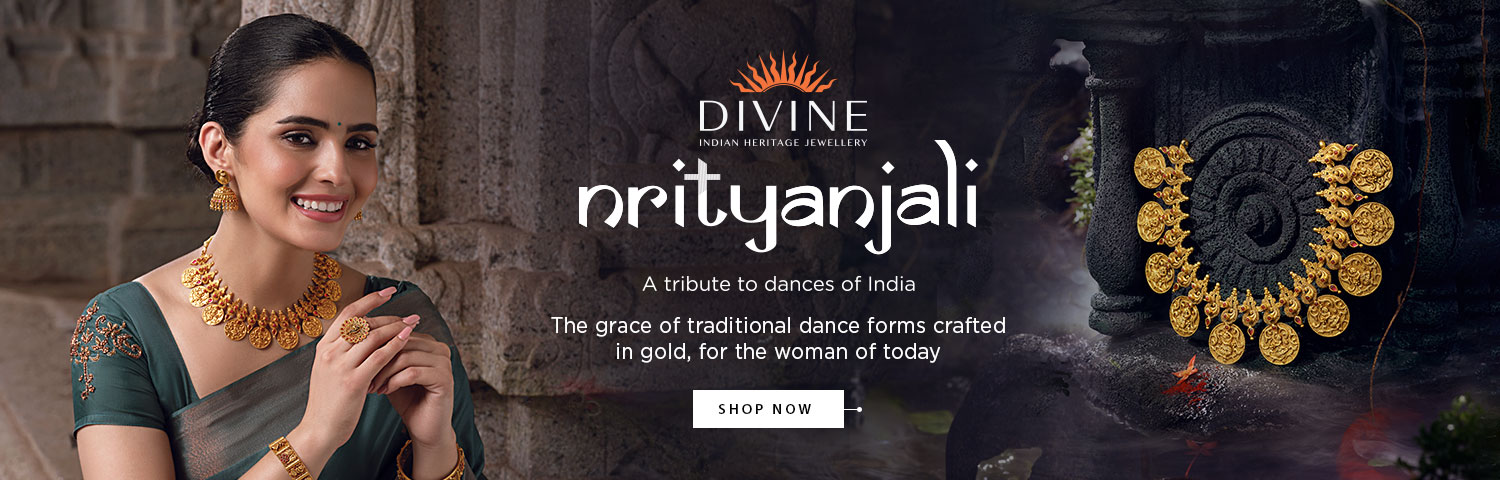 DIVINE
INDIAN HERITAGE JEWELLERY
nrityanjali
A tribute to dances of India
The grace of traditional dance forms crafted
in gold, for the woman of today
SHOP NOW